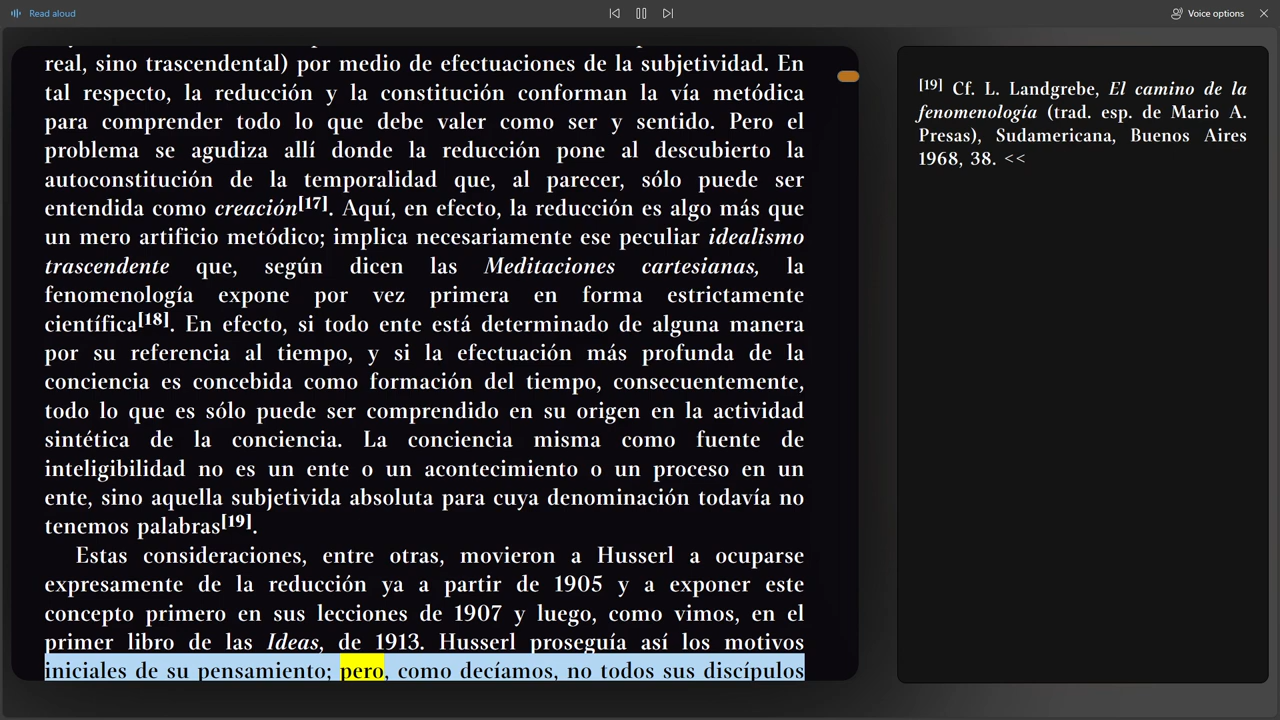 Read aloud
Voice options
real, sino trascendental) por medio de efectuaciones de la subjetividad. En
tal respecto, la reducción y la constitución conforman la vía metódica
para comprender todo lo que debe valer como ser y sentido. Pero el
problema se agudiza allí donde la reducción pone al descubierto la
autoconstitución de la temporalidad que, al parecer, sólo puede ser
entendida como creación[17]. Aquí, en efecto, la reducción es algo más que
un mero artificio metódico; implica necesariamente ese peculiar idealismo
trascendente que, según dicen las Meditaciones cartesianas, la
fenomenología expone por vez primera en forma estrictamente
científica[18]. En efecto, si todo ente está determinado de alguna manera
por su referencia al tiempo, y si la efectuación más profunda de la
conciencia es concebida como formación del tiempo, consecuentemente,
todo lo que es sólo puede ser comprendido en su origen en la actividad
sintética de la conciencia. La conciencia misma como fuente de
inteligibilidad no es un ente o un acontecimiento o un proceso en un
ente, sino aquella subjetivida absoluta para cuya denominación todavía no
tenemos palabras[19].
Estas consideraciones, entre otras, movieron a Husserl a ocuparse
expresamente de la reducción ya a partir de 1905 y a exponer este
concepto primero en sus lecciones de 1907 y luego, como vimos, en el
primer libro de las Ideas, de 1913. Husserl proseguía así los motivos
iniciales de su pensamiento; pero, como decíamos, no todos sus discípulos
[19] Cf. L. Landgrebe, El camino de la
fenomenología (trad. esp. de Mario A.
Presas), Sudamericana, Buenos Aires
1968, 38. <<